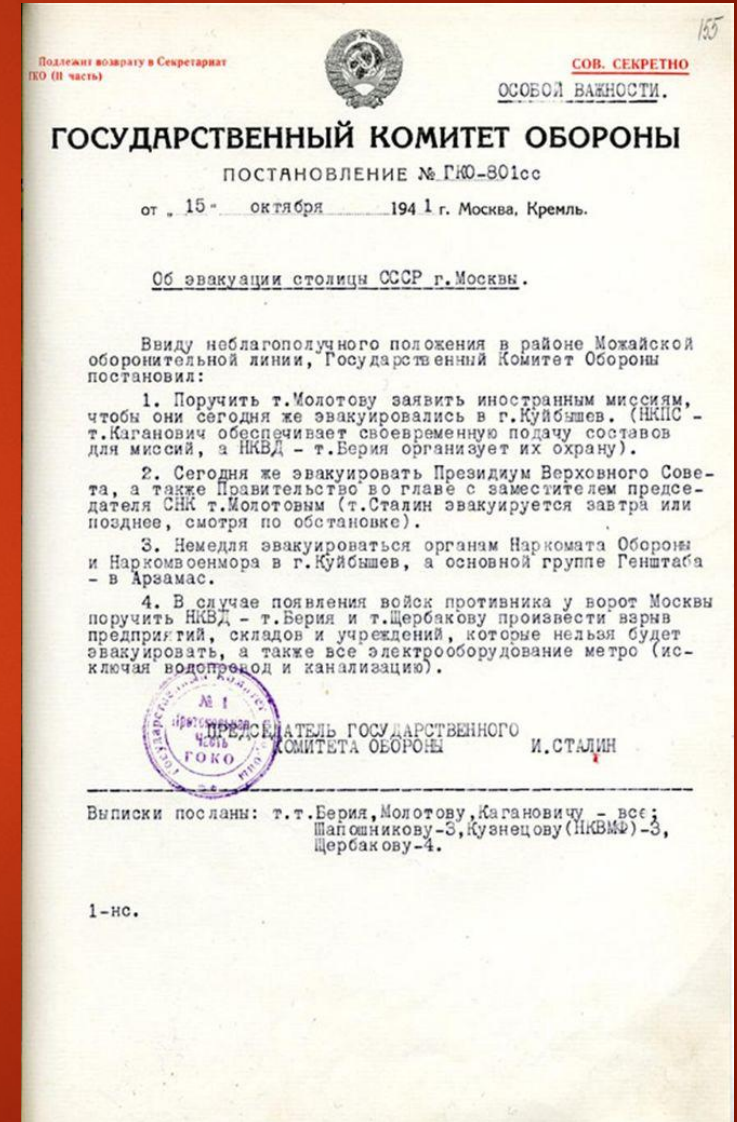 155
Подлежит возврату в Секретариат
ГКО (II часть)
СОВ. СЕКРЕТНО
ОСОБОЙ ВАЖНОСТИ.
ГОСУДАРСТВЕННЫЙ КОМИТЕТ ОБОРОНЫ
ПОСТАНОВЛЕНИЕ № ГКО-801сс
от „ 15 " октября 1941 г. Москва, Кремль.
Об эвакуации столицы СССР г.Москвы.
Ввиду неблагополучного положения в районе Можайской
оборонительной линии, Государственный Комитет Обороны
постановил:
1. Поручить т.Молотову заявить иностранным миссиям,
чтобы они сегодня же эвакуировались в г.Куйбышев. (НКПС -
т.Каганович обеспечивает своевременную подачу составов
для миссий, а НКВД - т.Берия организует их охрану).
2. Сегодня же эвакуировать Президиум Верховного Сове-
та, а также Правительство во главе с заместителем предсе-
дателя СНК т.Молотовым (т.Сталин эвакуируется завтра или
позднее, смотря по обстановке).
3. Немедля эвакуироваться органам Наркомата Обороны
и Наркомвоенмора в г.Куйбышев, а основной группе Генштаба
- в Арзамас.
4. В случае появления войск противника у ворот Москвы
поручить НКВД - т.Берия и т.Щербакову произвести взрыв
предприятий, складов и учреждений, которые нельзя будет
эвакуировать, а также все электрооборудование метро (ис-
ключая водопровод и канализацию).
Государственный Комитет Обороны
№ 1
Протокольная
Часть
ГОКО
ПРЕДСЕДАТЕЛЬ ГОСУДАРСТВЕННОГО
КОМИТЕТА ОБОРОНЫ И.СТАЛИН
Выписки посланы: т.т.Берия,Молотову,Кагановичу - все;
Шапошникову-3,Кузнецову(НКВМФ)-3,
Щербакову-4.
1-нс.